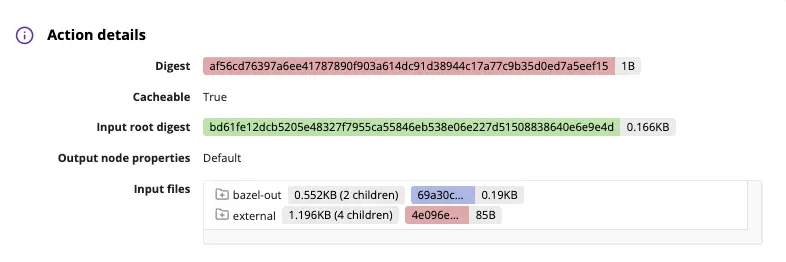 Action details
Digest af56cd76397a6ee41787890f903a614dc91d38944c17a77c9b35d0ed7a5eef15 1B
Cacheable True
Input root digest bd61fe12dcb5205e48327f7955ca55846eb538e06e227d51508838640e6e9e4d 0.166KB
Output node properties Default
Input files
bazel-out 0.552KB (2 children) 69a30c... 0.19KB
external 1.196KB (4 children) 4e096e... 85B